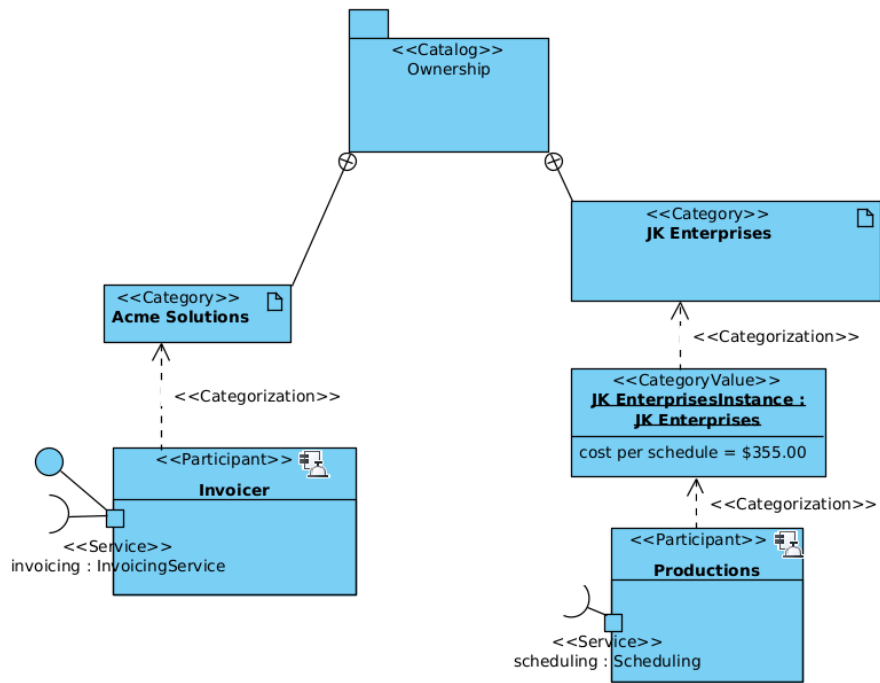 <<Catalog>>
Ownership
<<Category>>
JK Enterprises
<<Category>>
Acme Solutions
<<Categorization>>
<<Categorization>>
<<CategoryValue>>
JK EnterprisesInstance :
JK Enterprises
cost per schedule = $355.00
<<Participant>>
Invoicer
<<Service>>
invoicing : InvoicingService
<<Categorization>>
<<Participant>>
Productions
<<Service>>
scheduling : Scheduling